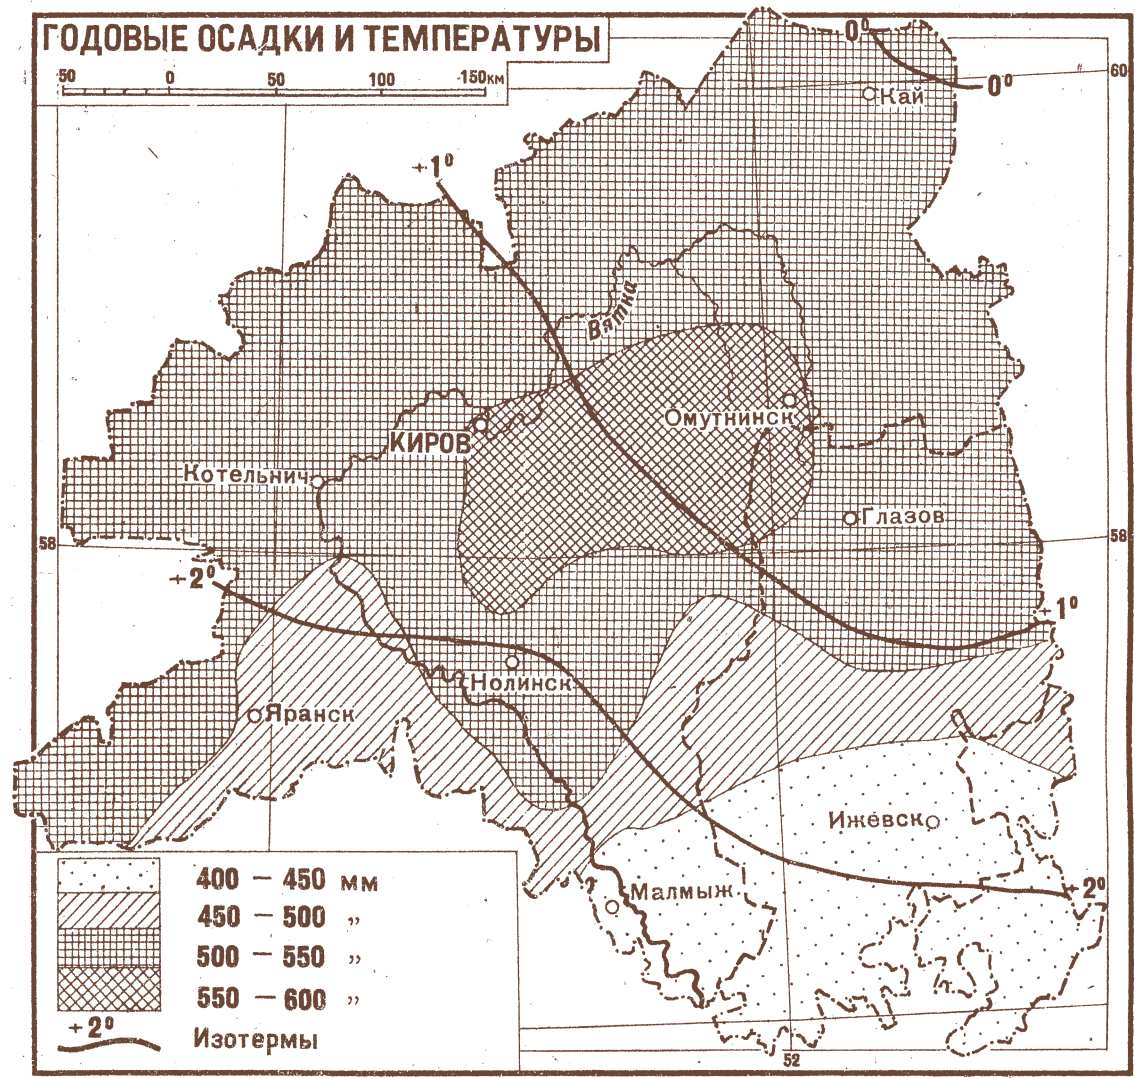 ГОДОВЫЕ ОСАДКИ И ТЕМПЕРАТУРЫ
50 0 50 100 150км
0°
0°
60
Кай
+1°
Вятка
Омутнинск
КИРОВ
Котельнич
Глазов
58
58
+2°
+1°
Нолинск
Яранск
Ижевск
Малмыж
+2°
400 – 450 мм
450 – 500 „
500 – 550 „
550 – 600 „
+2°
Изотермы
52